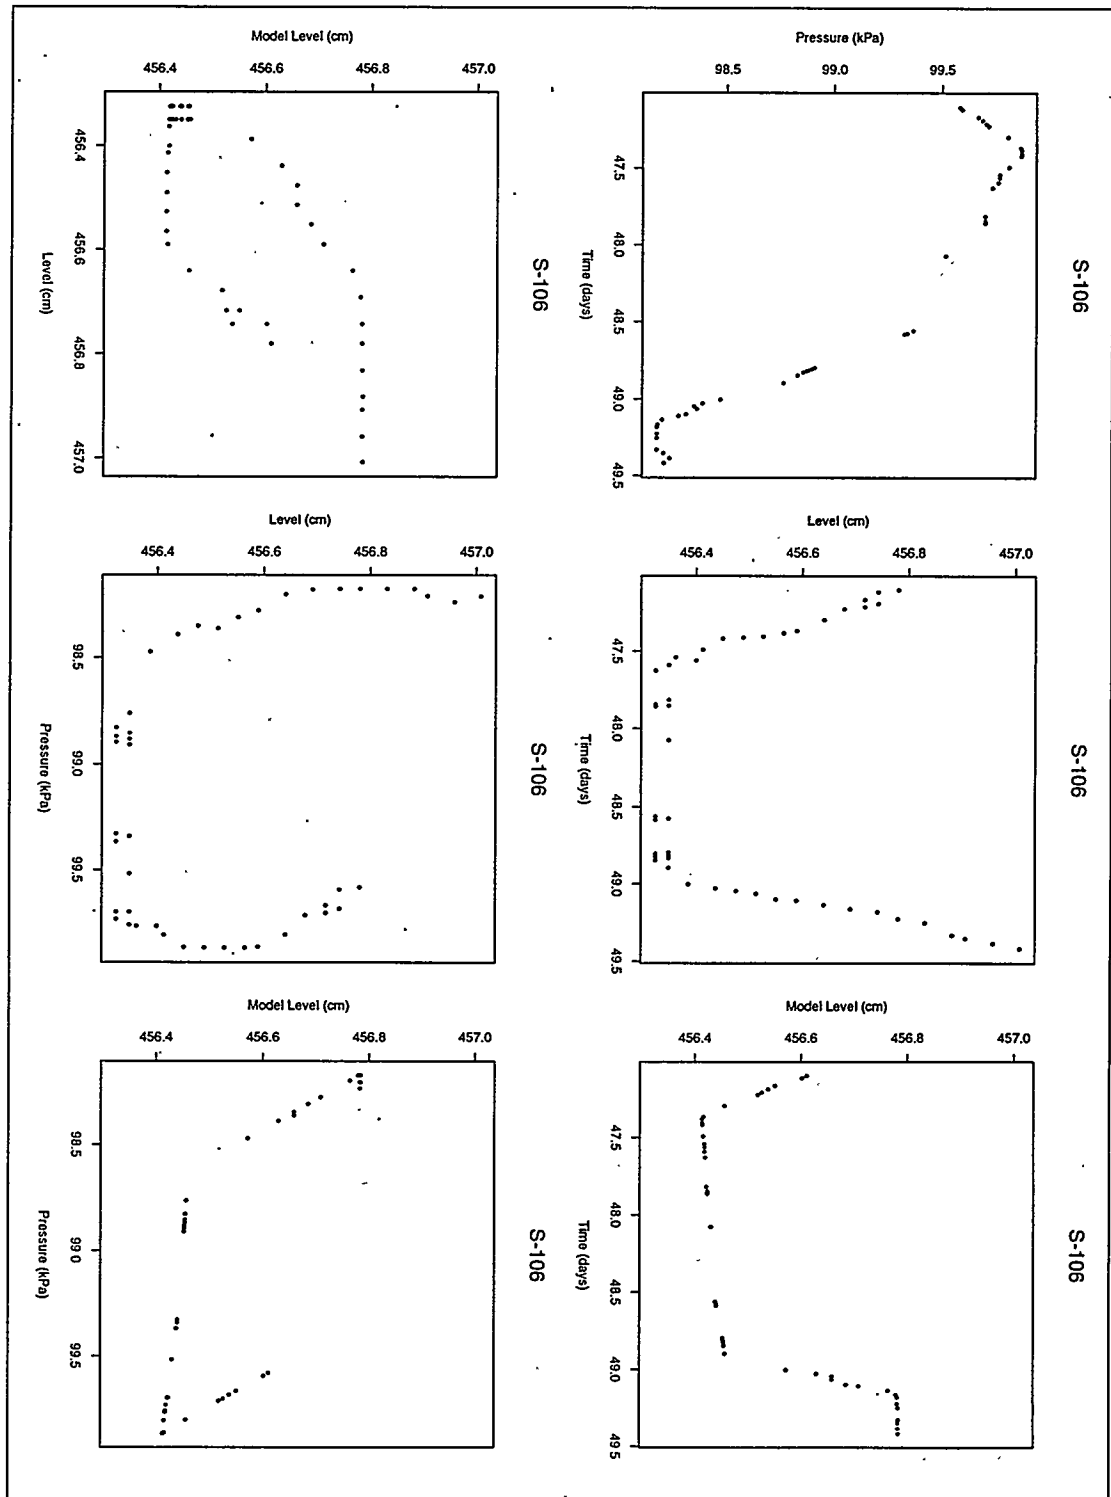 S-106
Pressure (kPa)
98.5 99.0 99.5
47.5 48.0 48.5 49.0 49.5
Time (days)
S-106
Level (cm)
456.4 456.6 456.8 457.0
47.5 48.0 48.5 49.0 49.5
Time (days)
S-106
Model Level (cm)
456.4 456.6 456.8 457.0
47.5 48.0 48.5 49.0 49.5
Time (days)
S-106
Model Level (cm)
456.4 456.6 456.8 457.0
456.4 456.6 456.8 457.0
Level (cm)
S-106
Level (cm)
456.4 456.6 456.8 457.0
98.5 99.0 99.5
Pressure (kPa)
S-106
Model Level (cm)
456.4 456.6 456.8 457.0
98.5 99.0 99.5
Pressure (kPa)